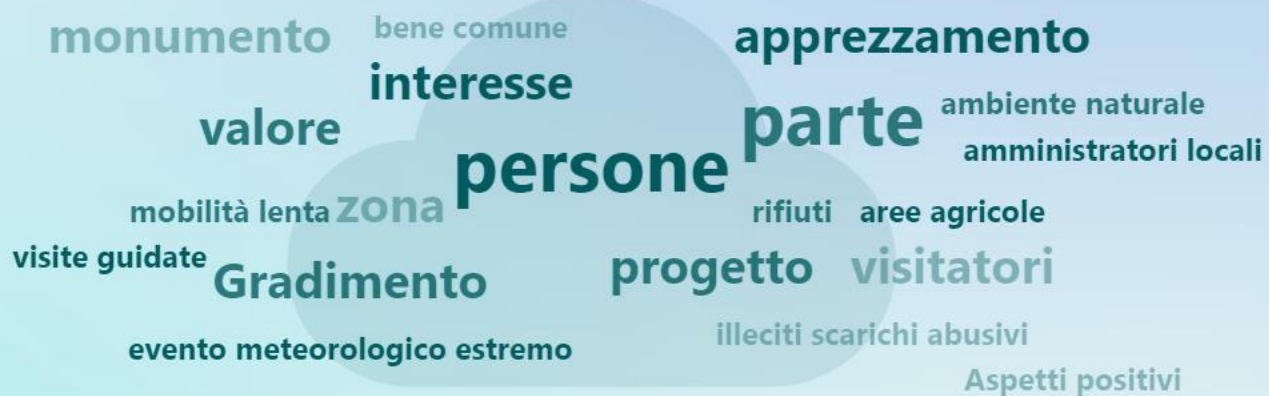 monumento
bene comune
apprezzamento
interesse
parte
ambiente naturale
valore
amministratori locali
persone
mobilità lenta
zona
rifiuti
aree agricole
visite guidate
Gradimento
progetto
visitatori
illeciti scarichi abusivi
evento meteorologico estremo
Aspetti positivi